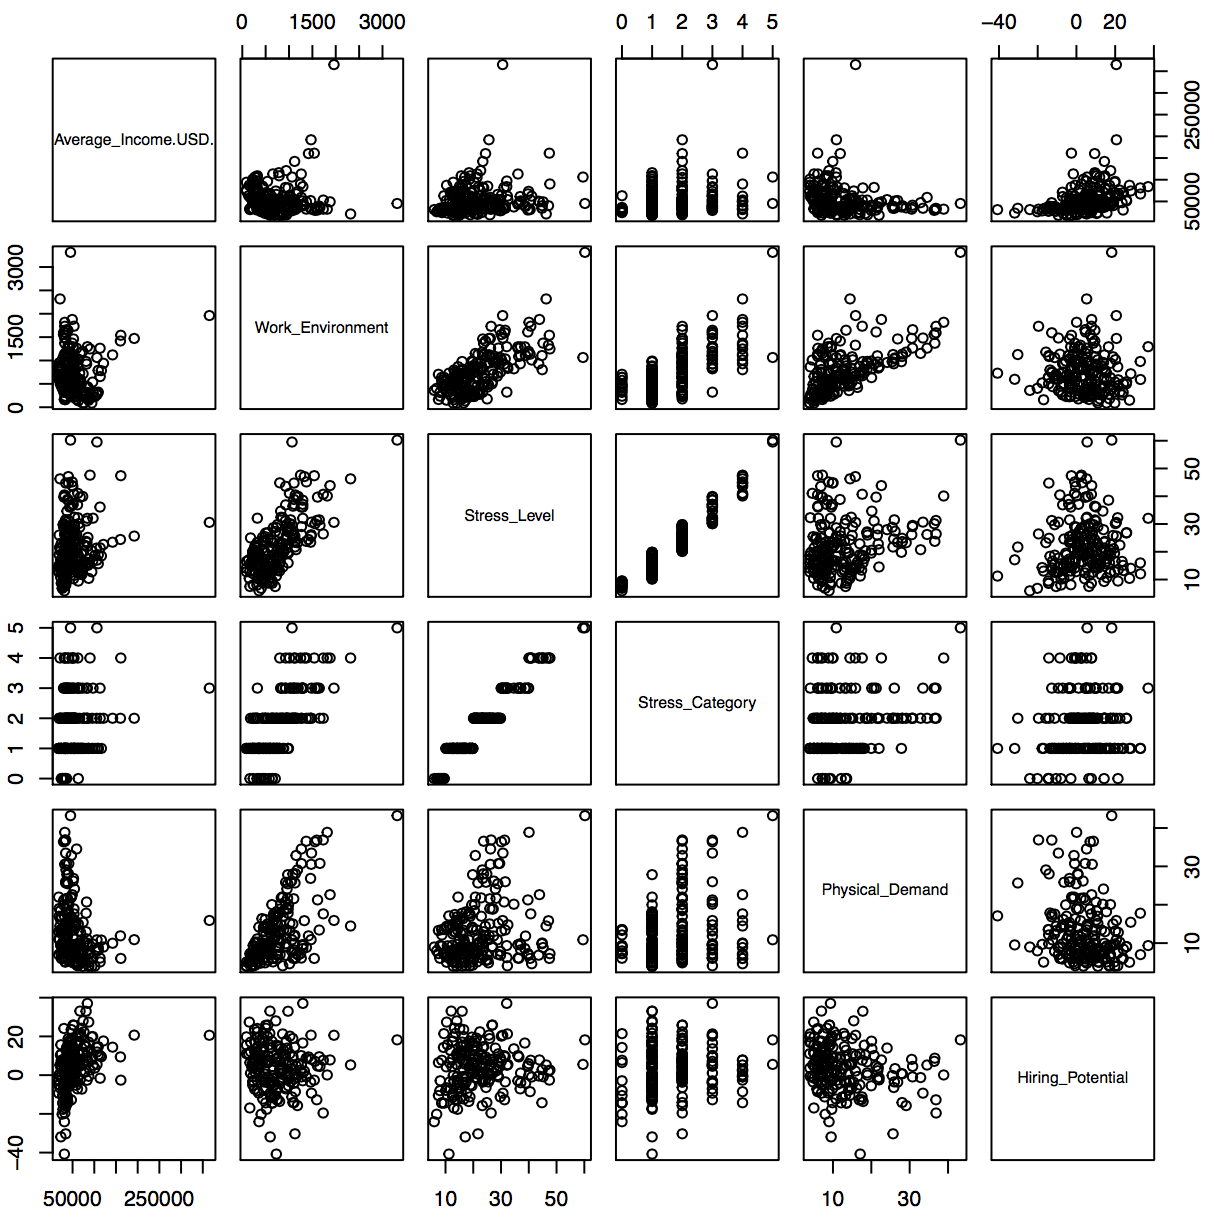 0 1500 3000 0 1 2 3 4 5 −40 0 20
Average_Income.USD.
50000 250000
0 1500 3000
Work_Environment
Stress_Level
10 30 50
0 1 2 3 4 5
Stress_Category
Physical_Demand
10 30
−40 0 20
Hiring_Potential
50000 250000 10 30 50 10 30